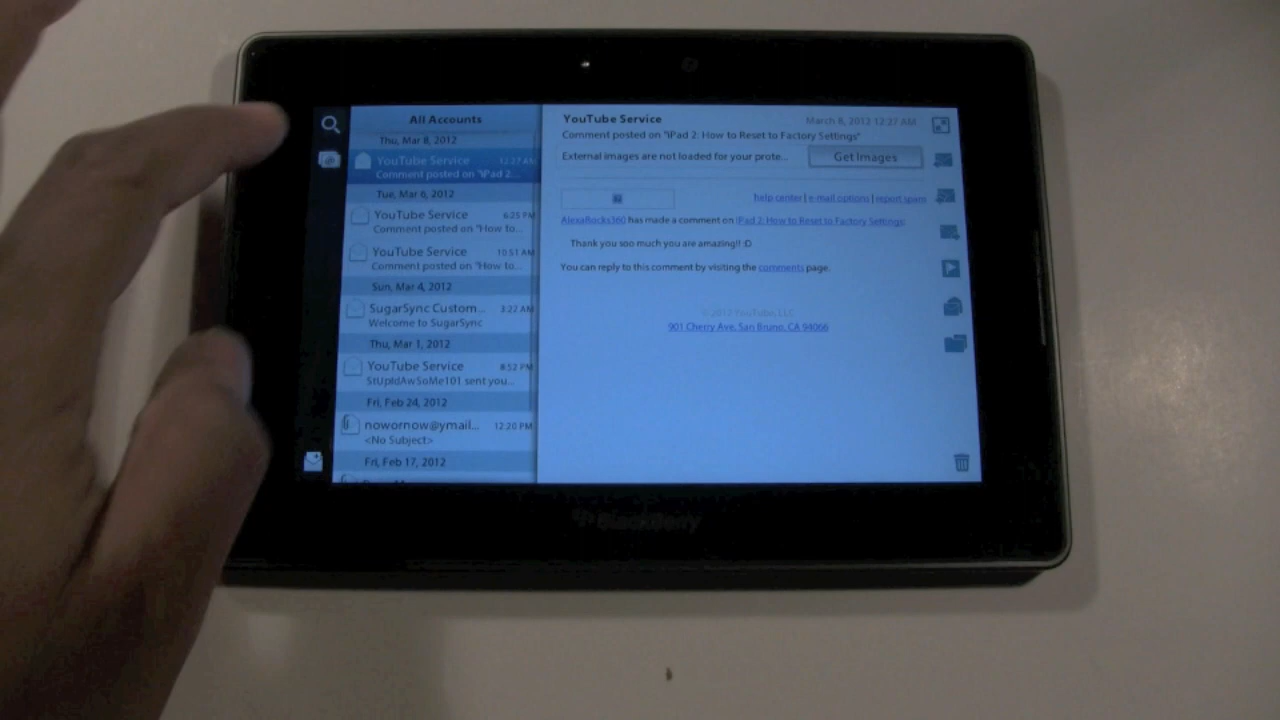 All Accounts
Thu, Mar 8, 2012
YouTube Service 12:27 AM
Comment posted on "iPad 2...
Tue, Mar 6, 2012
YouTube Service 6:25 PM
Comment posted on "How to...
YouTube Service 10:51 AM
Comment posted on "How to...
Sun, Mar 4, 2012
SugarSync Custom... 3:22 AM
Welcome to SugarSync
Thu, Mar 1, 2012
YouTube Service 8:52 PM
StUpIdAwSoMe101 sent you...
Fri, Feb 24, 2012
nowornow@ymail... 12:20 PM
<No Subject>
Fri, Feb 17, 2012
YouTube Service March 8, 2012 12:27 AM
Comment posted on "iPad 2: How to Reset to Factory Settings"
External images are not loaded for your prote... Get Images
help center | e-mail options | report spam
AlexaRocks360 has made a comment on iPad 2: How to Reset to Factory Settings:
Thank you soo much you are amazing!! :D
You can reply to this comment by visiting the comments page.
© 2012 YouTube, LLC
901 Cherry Ave, San Bruno, CA 94066
BlackBerry